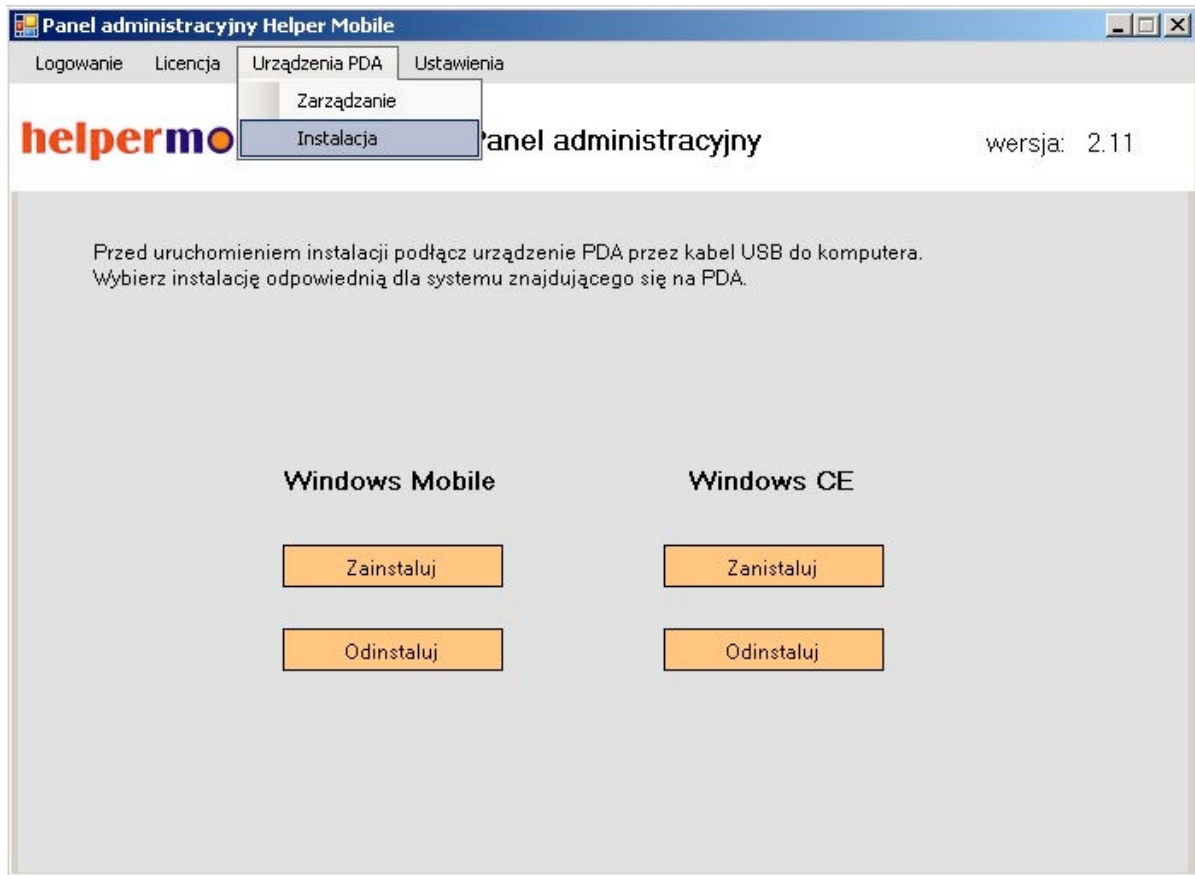 Panel administracyjny Helper Mobile
Logowanie Licencja Urządzenia PDA Ustawienia
Zarządzanie
Instalacja
helpermo anel administracyjny wersja: 2.11
Przed uruchomieniem instalacji podłącz urządzenie PDA przez kabel USB do komputera.
Wybierz instalację odpowiednią dla systemu znajdującego się na PDA.
Windows Mobile Windows CE
Zainstaluj Zanistaluj
Odinstaluj Odinstaluj